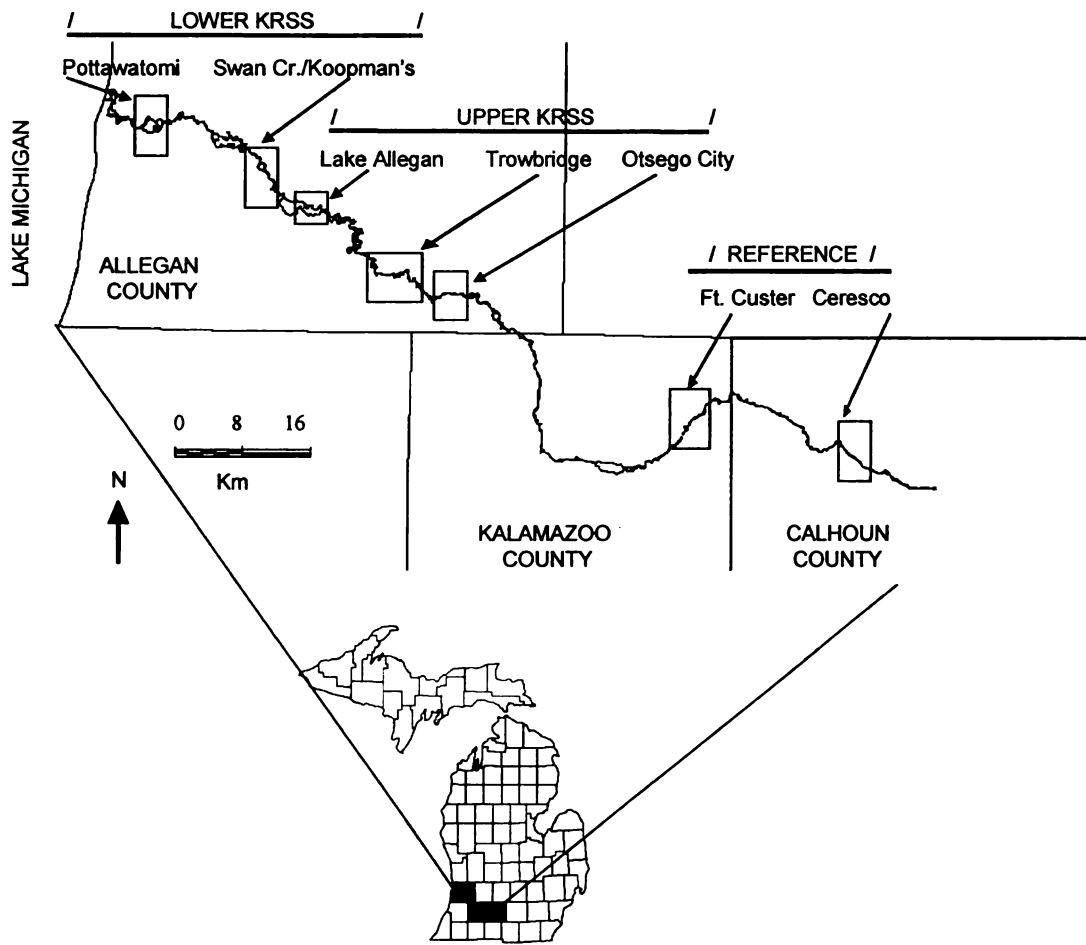 / LOWER KRSS /
Pottawatomi Swan Cr./Koopman's
/ UPPER KRSS /
Lake Allegan Trowbridge Otsego City
LAKE MICHIGAN
/ REFERENCE /
ALLEGAN
COUNTY
Ft. Custer Ceresco
0 8 16
Km
N
KALAMAZOO
COUNTY
CALHOUN
COUNTY